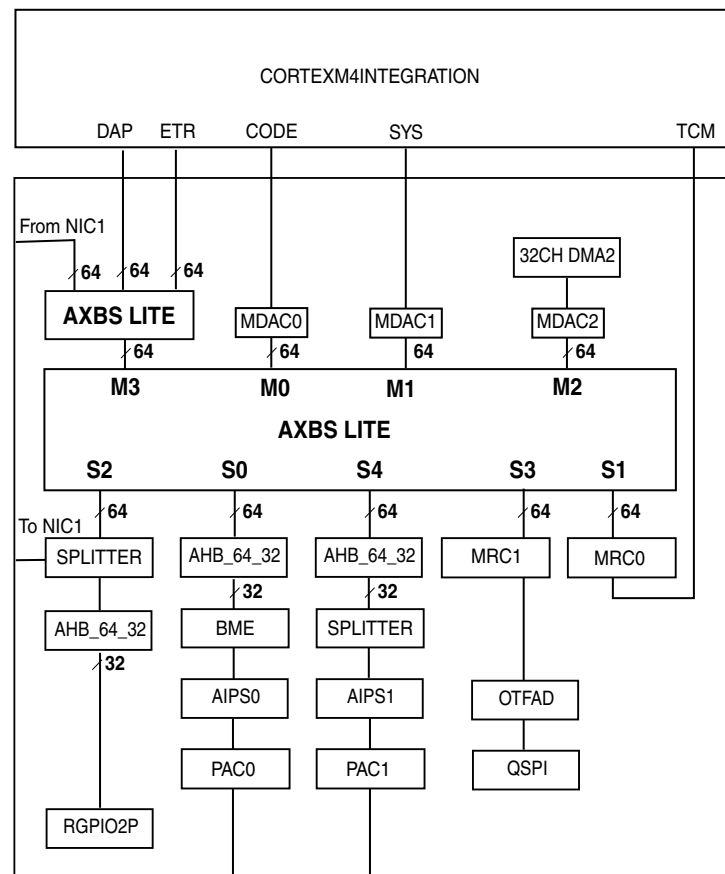 CORTEXM4INTEGRATION
DAP ETR CODE SYS TCM
From NIC1
64 64 64
32CH DMA2
AXBS LITE
MDAC0 MDAC1 MDAC2
64 64 64 64
M3 M0 M1 M2
AXBS LITE
S2 S0 S4 S3 S1
64 64 64 64 64
To NIC1
SPLITTER AHB_64_32 AHB_64_32 MRC1 MRC0
32 32
AHB_64_32 BME SPLITTER
32
AIPS0 AIPS1 OTFAD
PAC0 PAC1 QSPI
RGPIO2P